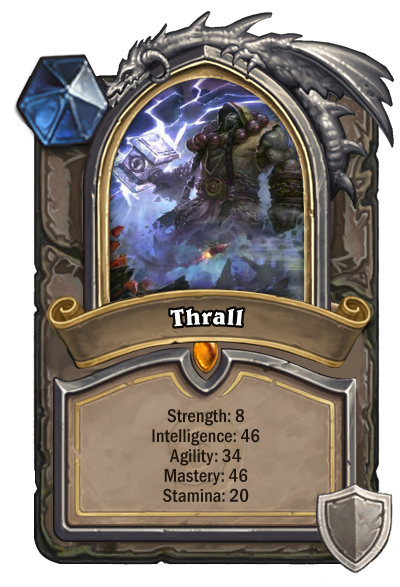 Thrall
Strength: 8
Intelligence: 46
Agility: 34
Mastery: 46
Stamina: 20